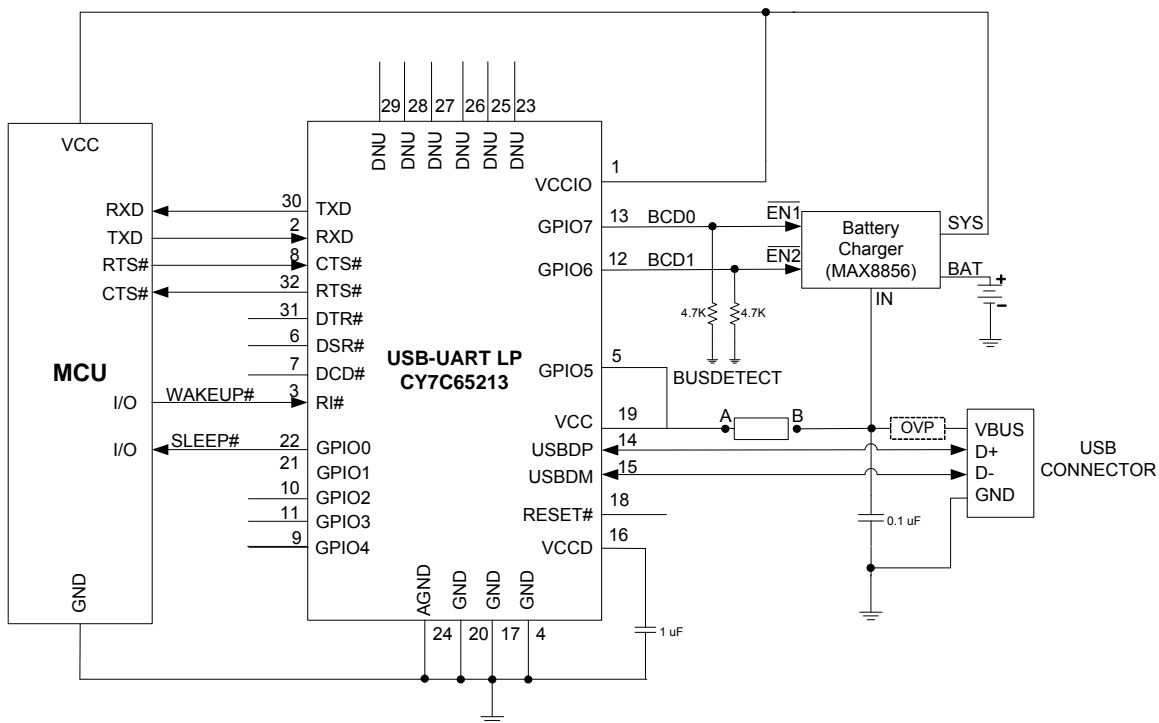 29 28 27 26 25 23
DNU DNU DNU DNU DNU DNU
VCC
1
VCCIO
RXD
30
TXD
13
GPIO7
BCD0
EN1
Battery
Charger
(MAX8856)
SYS
TXD
2
RXD
RTS#
8
CTS#
12
GPIO6
BCD1
EN2
BAT
+
-
CTS#
32
RTS#
IN
31
DTR#
4.7K
4.7K
6
DSR#
USB-UART LP
CY7C65213
5
GPIO5
BUSDETECT
7
DCD#
MCU
I/O
WAKEUP#
3
RI#
19
VCC
A
B
OVP
VBUS
I/O
SLEEP#
22
GPIO0
14
USBDP
D+
USB
CONNECTOR
21
GPIO1
15
USBDM
D-
10
GPIO2
GND
11
GPIO3
18
RESET#
0.1 uF
9
GPIO4
16
VCCD
GND
AGND GND GND GND
24 20 17 4
1 uF